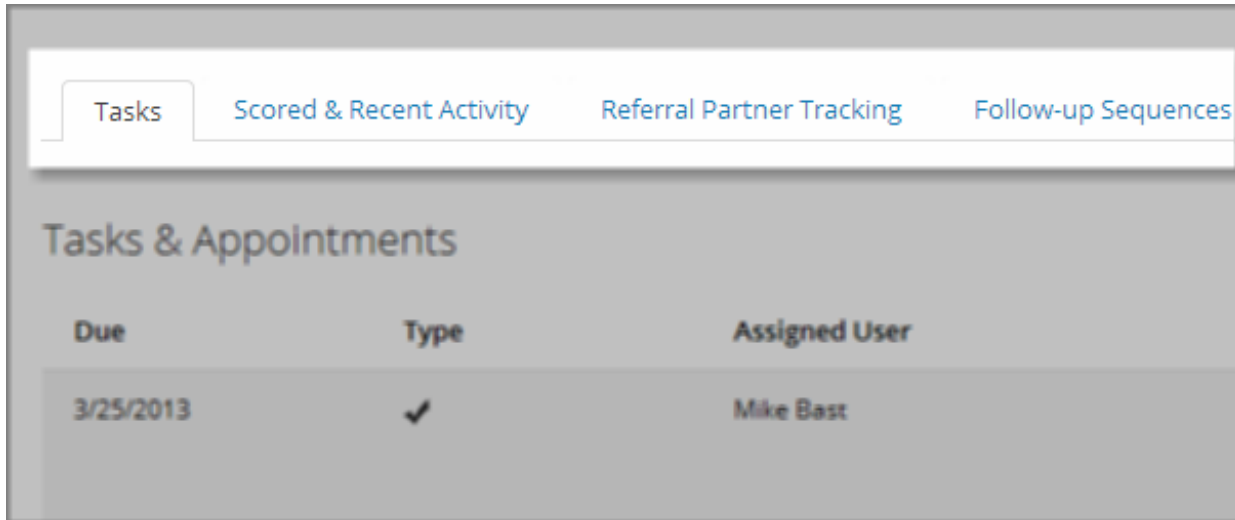 Tasks Scored & Recent Activity Referral Partner Tracking Follow-up Sequences
Tasks & Appointments
Due Type Assigned User
3/25/2013 Mike Bast